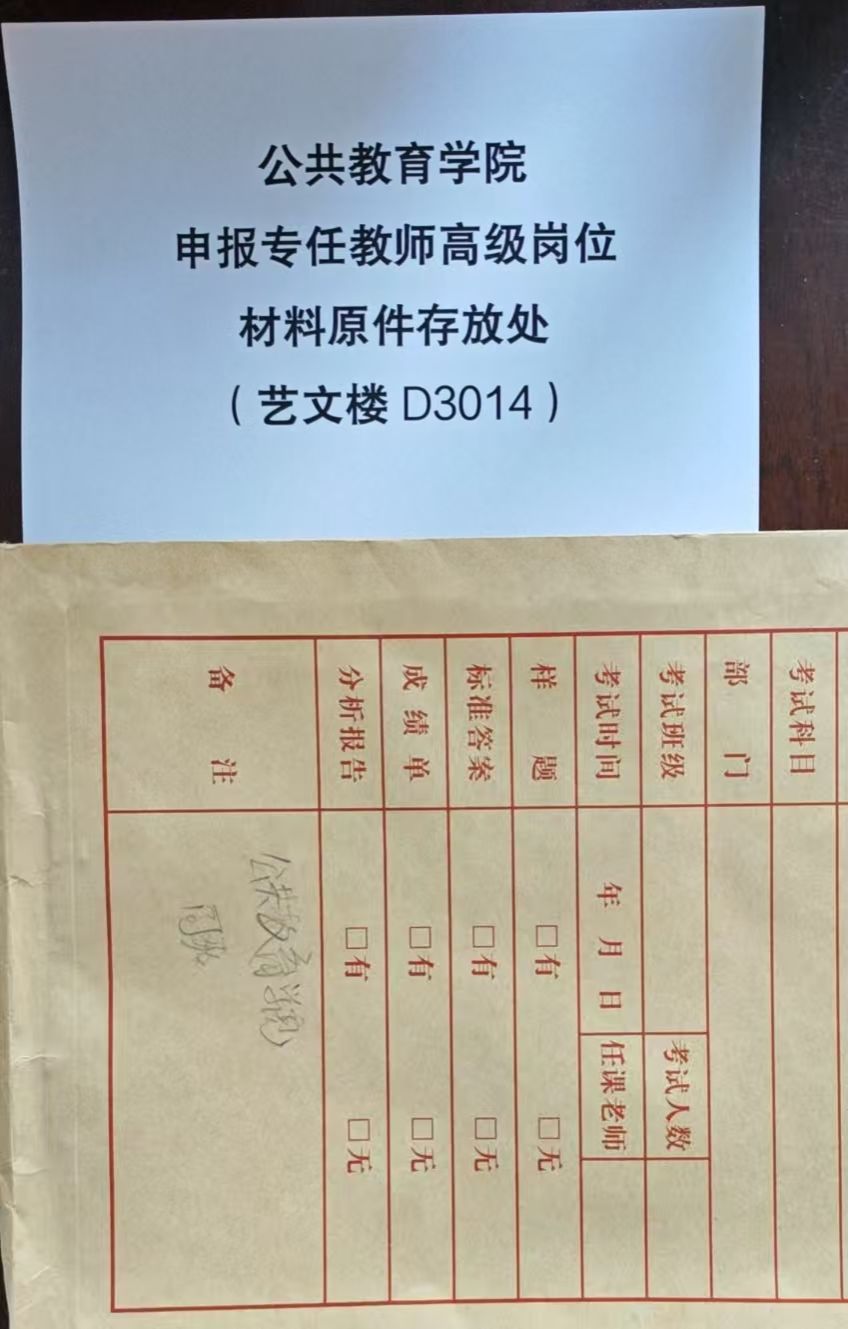 公共教育学院
申报专任教师高级岗位
材料原件存放处
（艺文楼 D3014）
考试科目
部 门
考试班级
考试人数
考试时间 年 月 日 任课老师
样 题 □有 □无
标准答案 □有 □无
成绩单 □有 □无
分析报告 □有 □无
备 注
公共教育学院